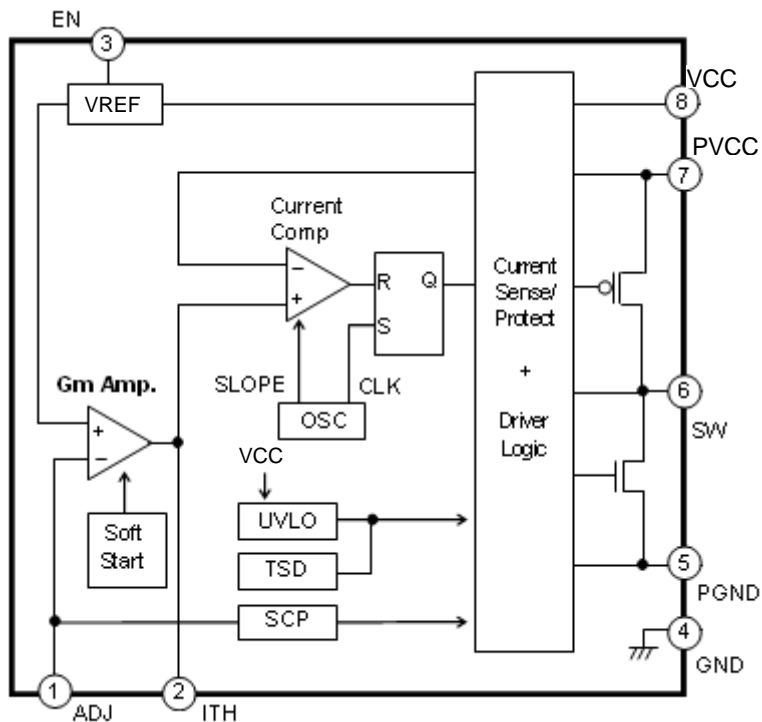 EN
3
VCC
VREF
8
PVCC
7
Current
Comp
−
+
R
Q
S
Current
Sense/
Protect
+
Driver
Logic
6
SW
SLOPE
CLK
OSC
Gm Amp.
+
−
VCC
UVLO
Soft
Start
TSD
5
PGND
SCP
4
GND
1
ADJ
2
ITH